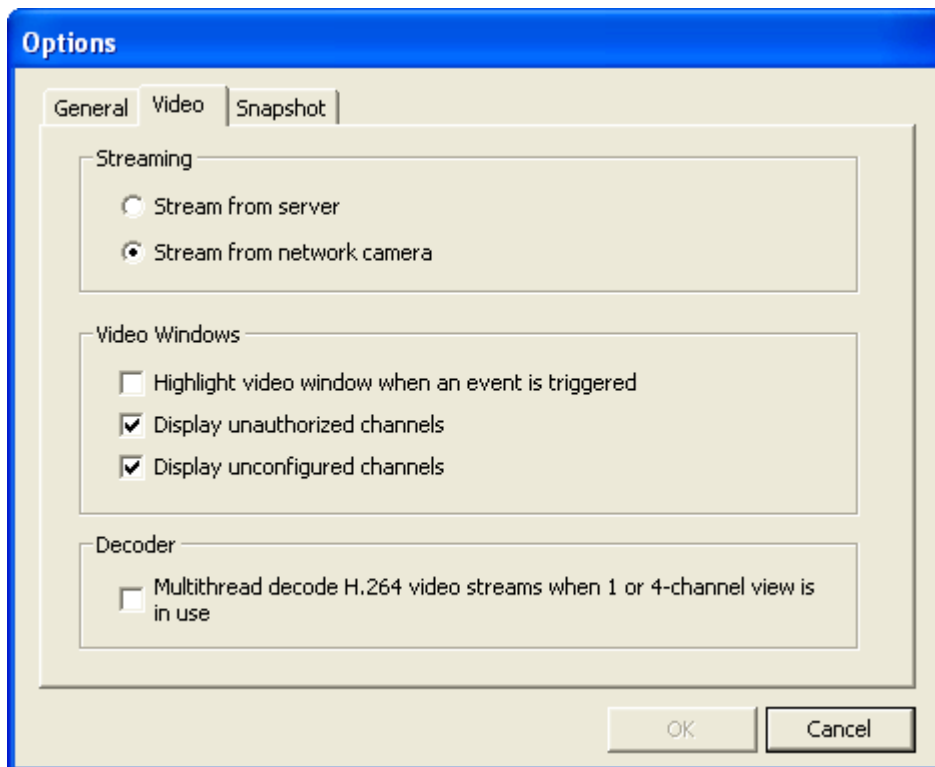 Options
General Video Snapshot
Streaming
Stream from server
Stream from network camera
Video Windows
Highlight video window when an event is triggered
Display unauthorized channels
Display unconfigured channels
Decoder
Multithread decode H.264 video streams when 1 or 4-channel view is
in use
OK Cancel